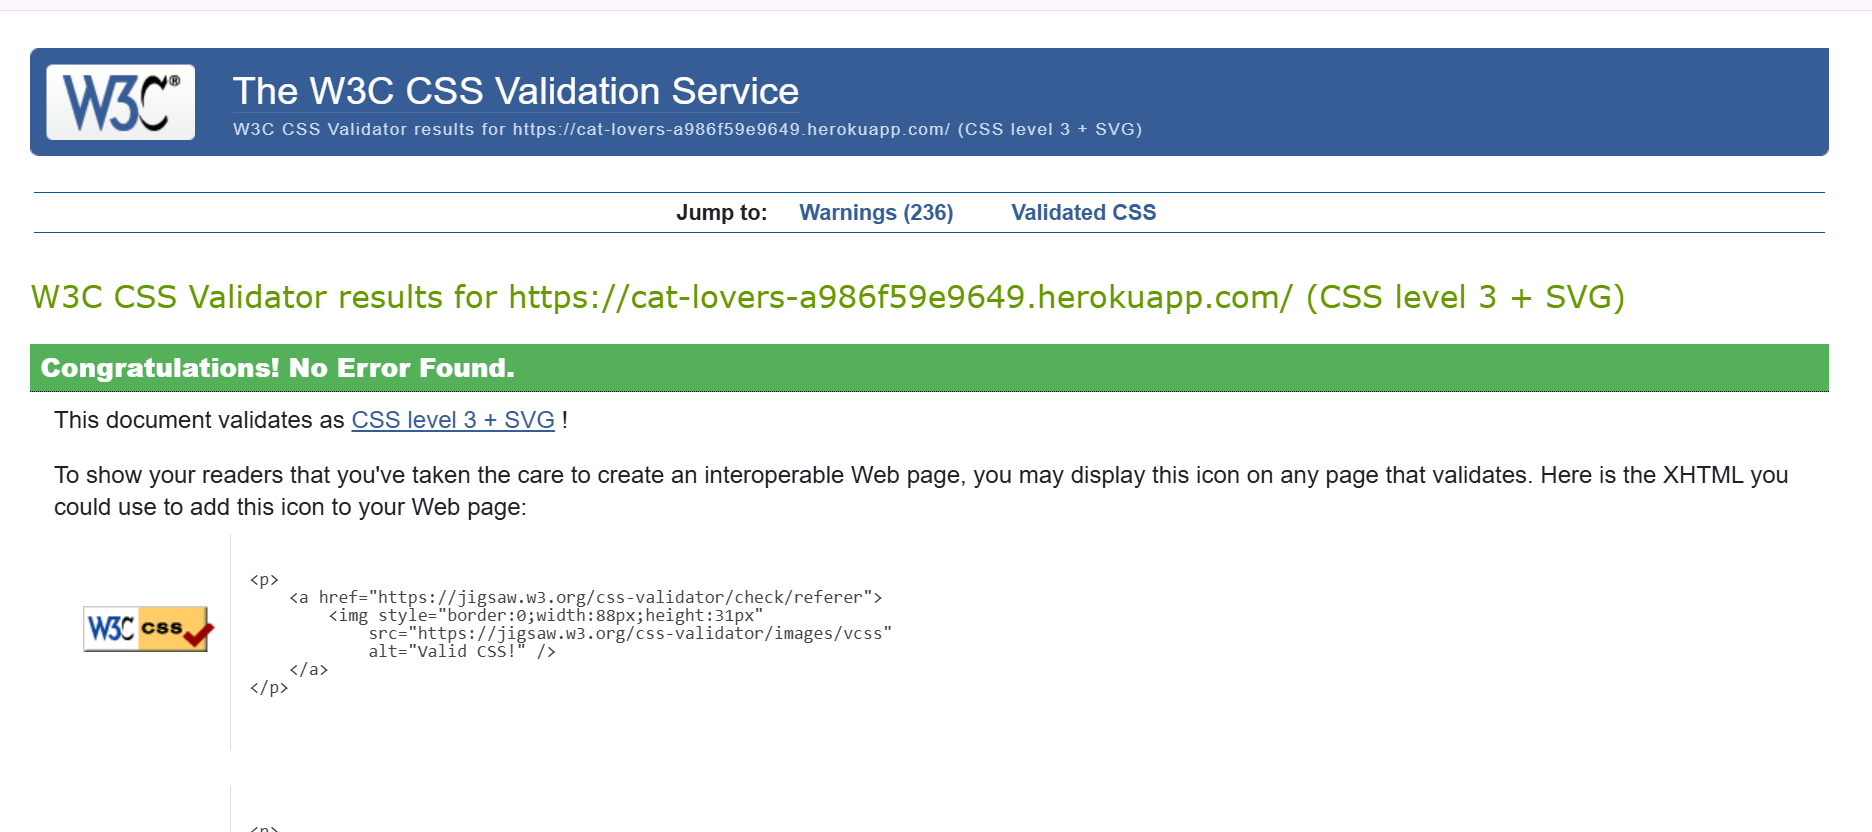 W3C®
The W3C CSS Validation Service
W3C CSS Validator results for https://cat-lovers-a986f59e9649.herokuapp.com/ (CSS level 3 + SVG)
Jump to: Warnings (236) Validated CSS
W3C CSS Validator results for https://cat-lovers-a986f59e9649.herokuapp.com/ (CSS level 3 + SVG)
Congratulations! No Error Found.
This document validates as CSS level 3 + SVG !
To show your readers that you've taken the care to create an interoperable Web page, you may display this icon on any page that validates. Here is the XHTML you
could use to add this icon to your Web page:
W3C css
<p>
    <a href="https://jigsaw.w3.org/css-validator/check/referer">
        <img style="border:0;width:88px;height:31px"
            src="https://jigsaw.w3.org/css-validator/images/vcss"
            alt="Valid CSS!" />
    </a>
</p>
<p>